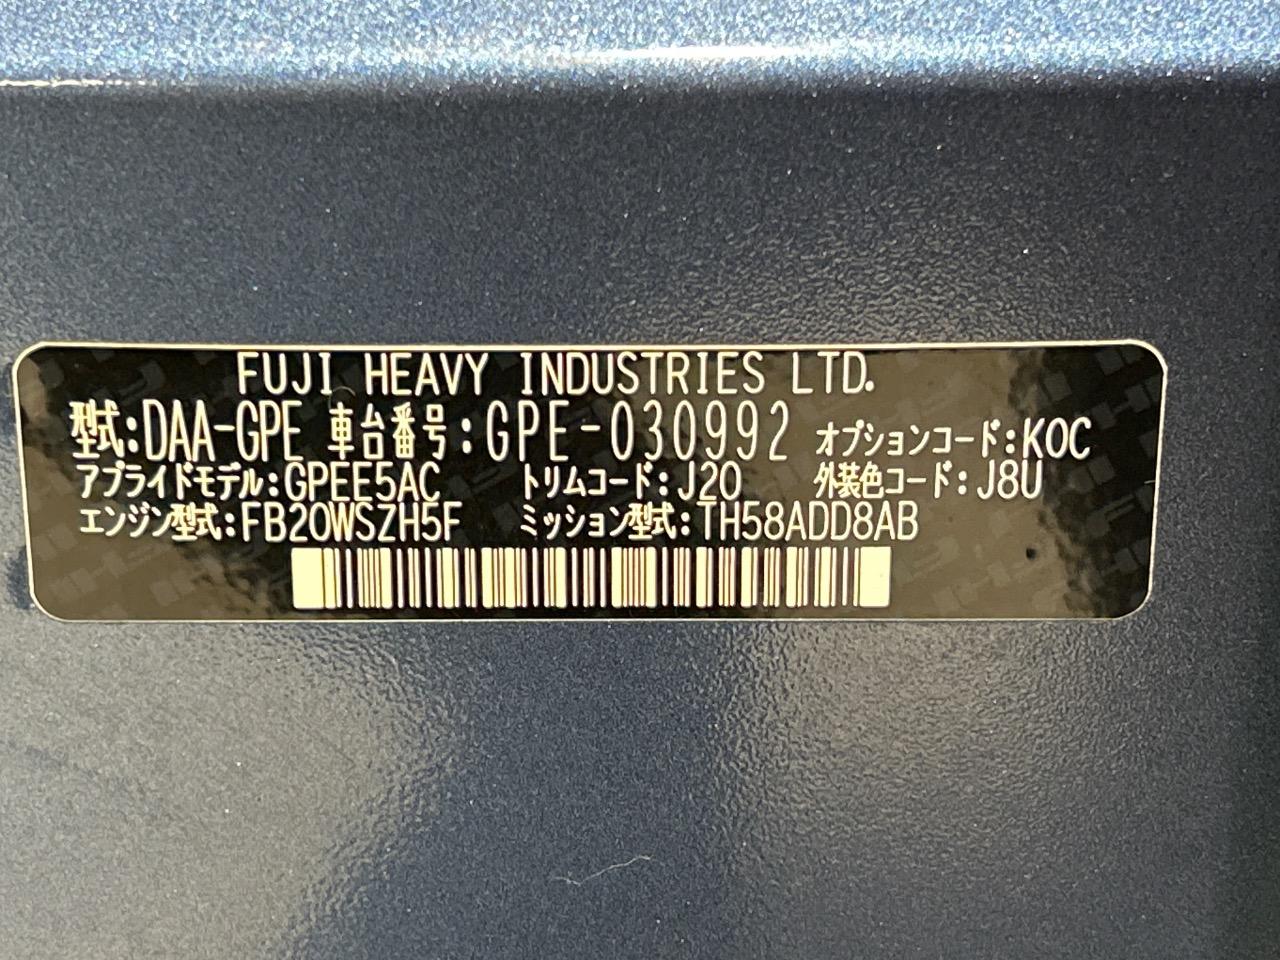 FUJI HEAVY INDUSTRIES LTD.
型式:DAA-GPE 車台番号:GPE-030992 オプションコード:K0C
アプライドモデル:GPEE5AC トリムコード:J20 外装色コード:J8U
エンジン型式:FB20WSZH5F ミッション型式:TH58ADD8AB